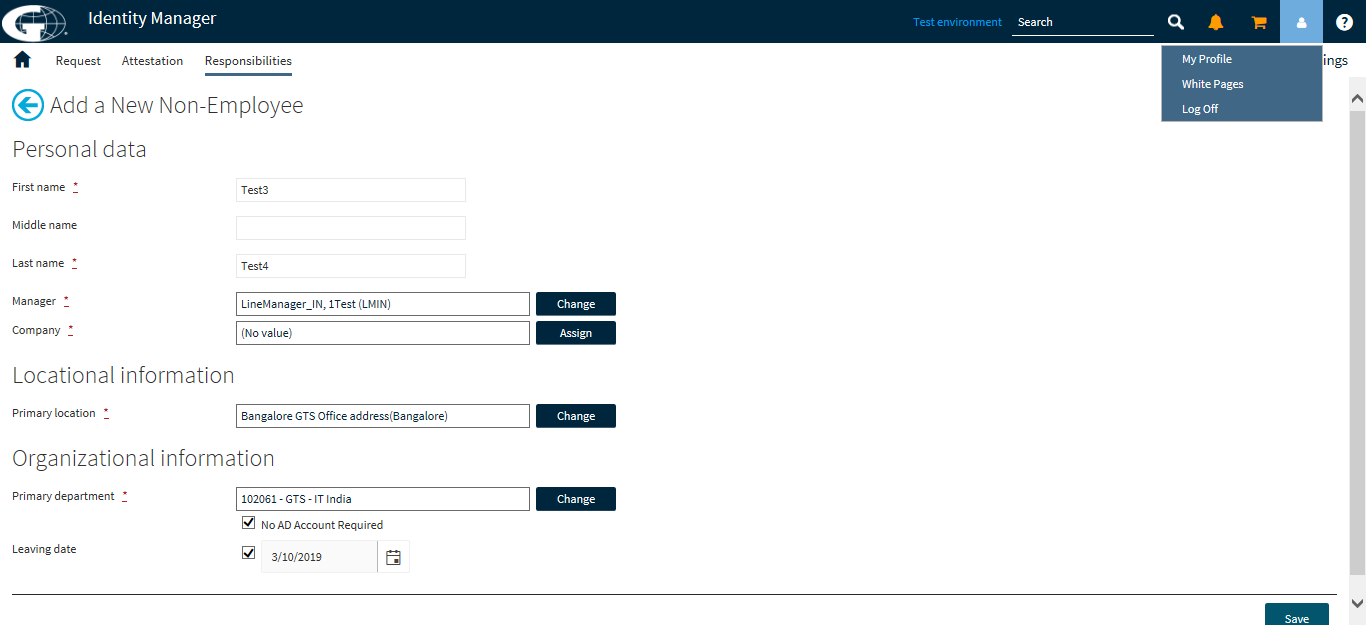 Identity Manager
Test environment
Search
Request
Attestation
Responsibilities
ings
My Profile
White Pages
Log Off
Add a New Non-Employee
Personal data
First name *
Test3
Middle name
Last name *
Test4
Manager *
LineManager_IN, 1Test (LMIN)
Change
Company *
(No value)
Assign
Locational information
Primary location *
Bangalore GTS Office address(Bangalore)
Change
Organizational information
Primary department *
102061 - GTS - IT India
Change
No AD Account Required
Leaving date
3/10/2019
Save